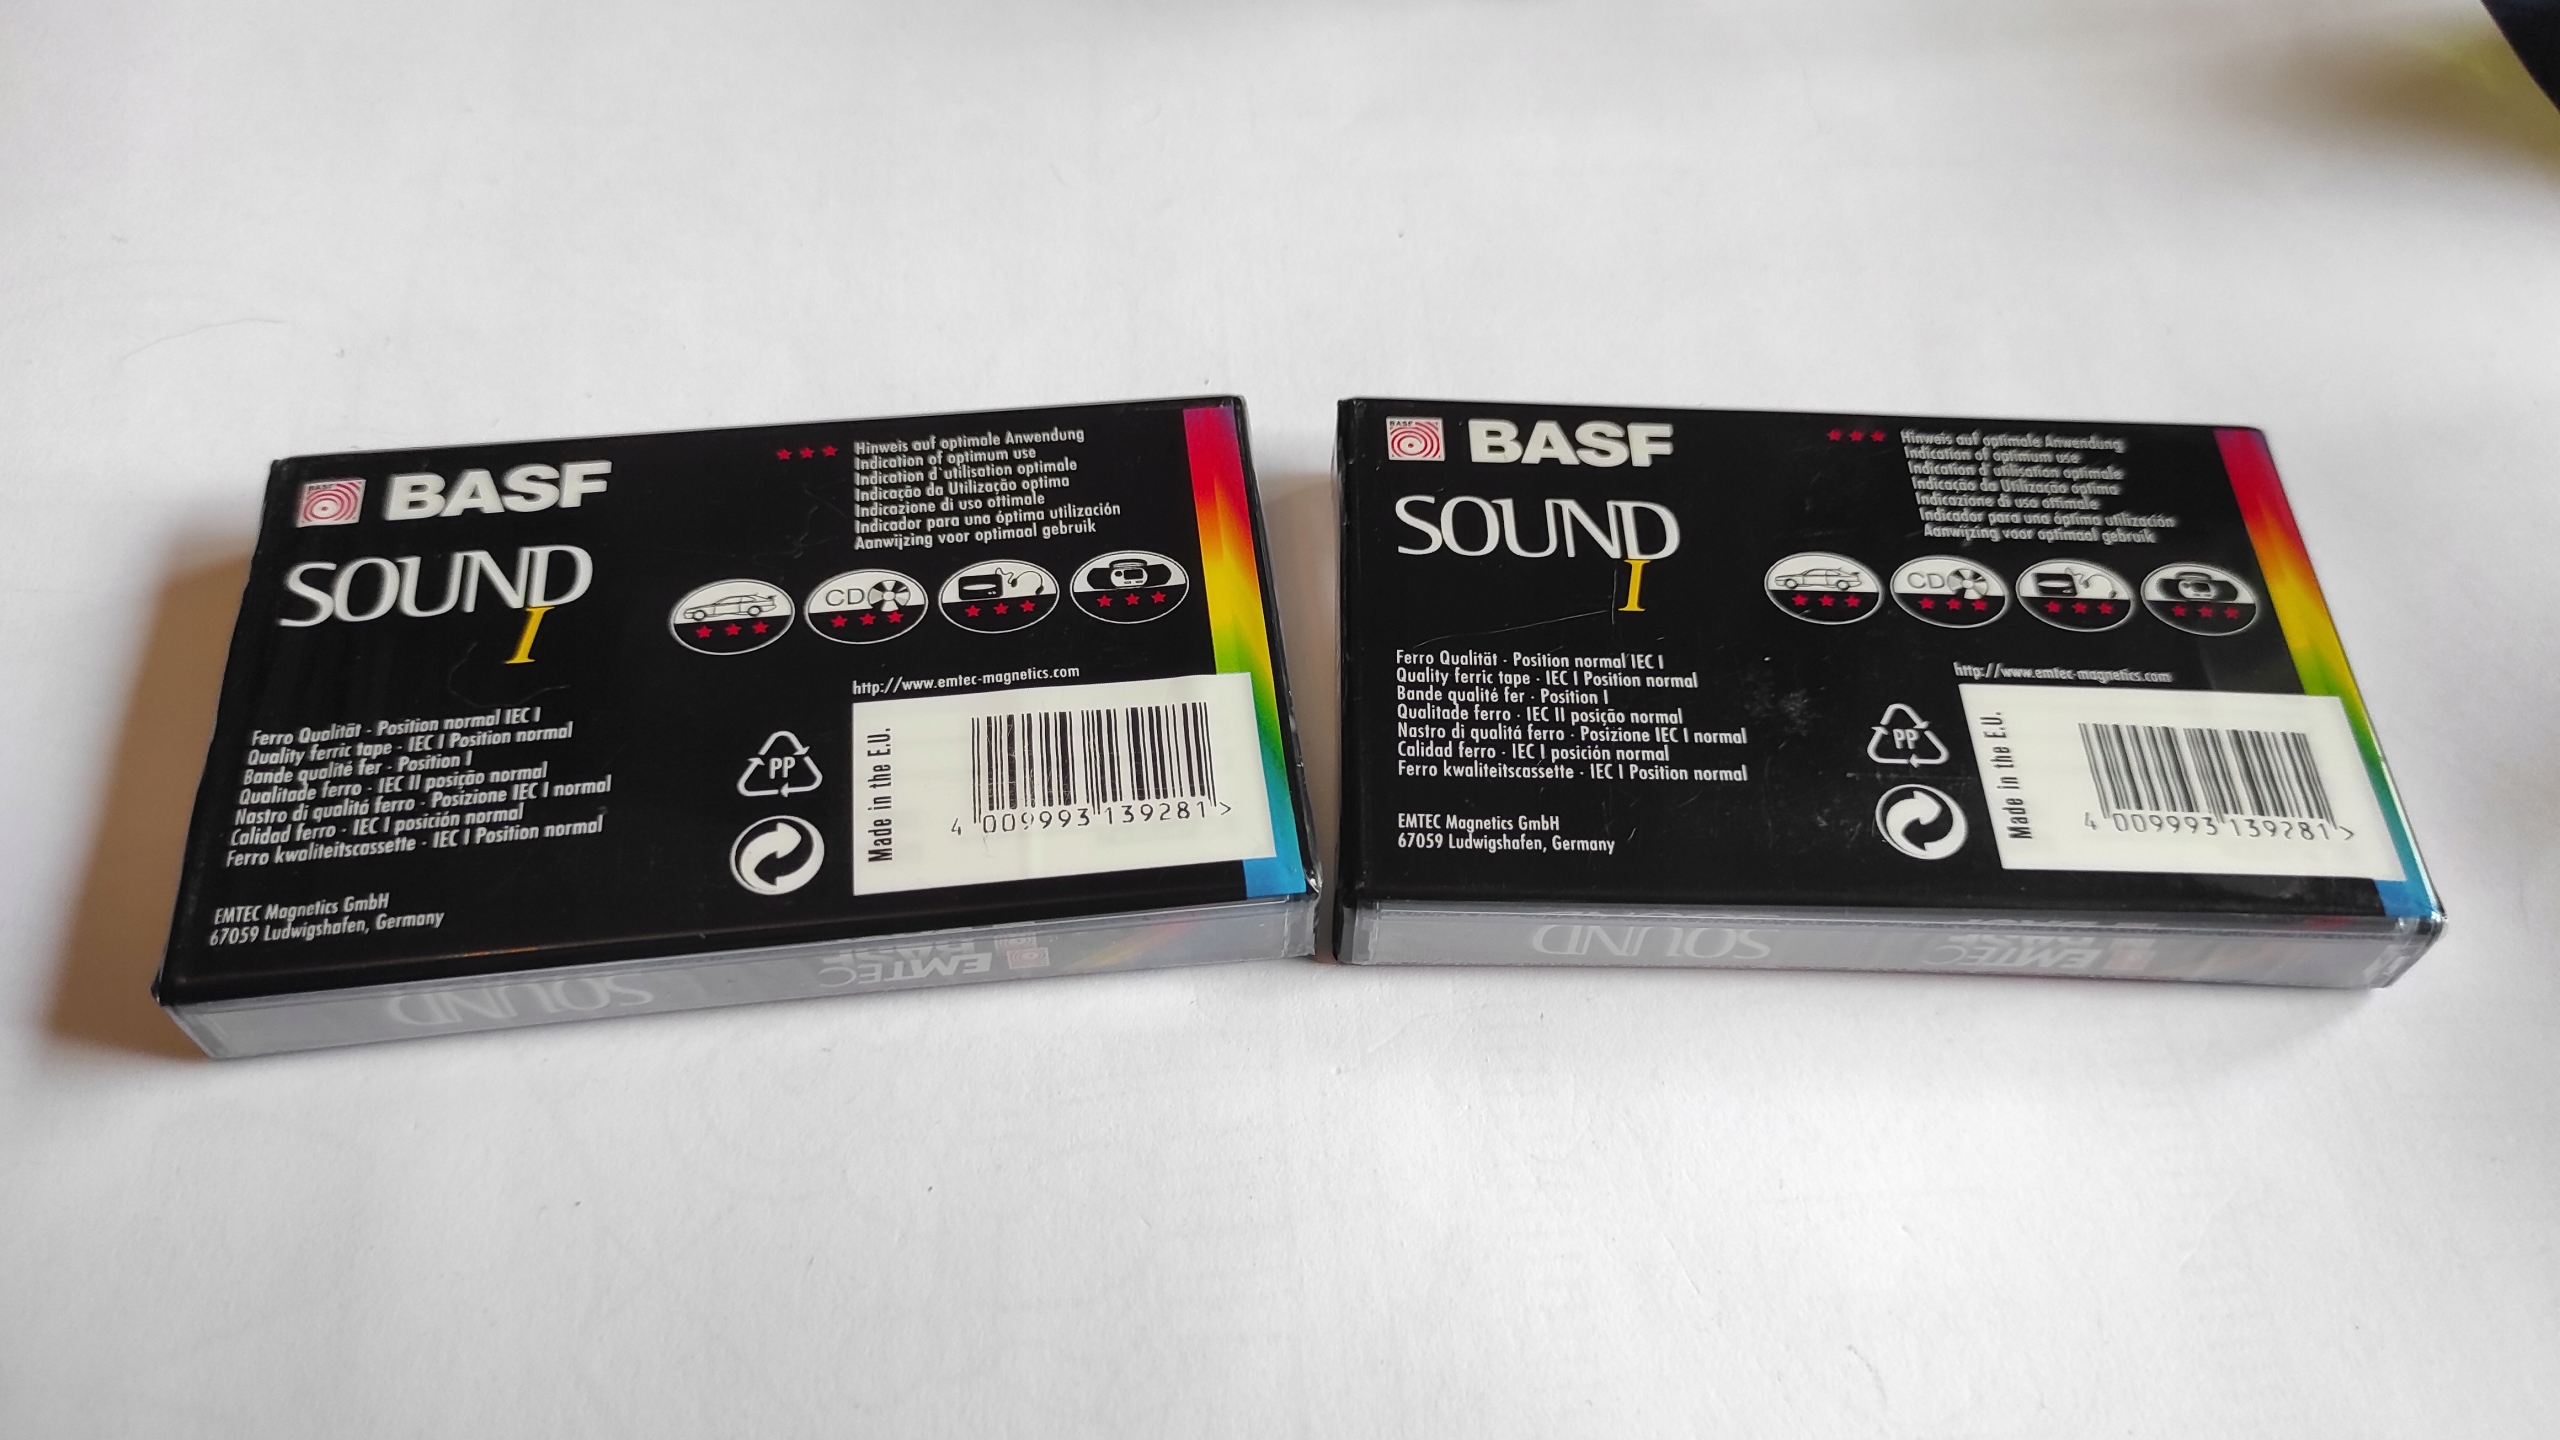 BASF
BASF
SOUND
I
★ ★ ★ Hinweis auf optimale Anwendung
Indication of optimum use
Indication d`utilisation optimale
Indicação da Utilização optima
Indicazione di uso ottimale
Indicador para una óptima utilización
Aanwijzing voor optimaal gebruik
CD
http://www.emtec-magnetics.com
Ferro Qualität - Position normal IEC I
Quality ferric tape - IEC I Position normal
Bande qualité fer - Position I
Qualitade ferro - IEC II posição normal
Nastro di qualitá ferro - Posizione IEC I normal
Calidad ferro - IEC I posición normal
Ferro kwaliteitscassette - IEC I Position normal
EMTEC Magnetics GmbH
67059 Ludwigshafen, Germany
PP
Made in the E.U.
4 009993 139281 >
SOUND
EMTEC
BASF
BASF
BASF
SOUND
I
★ ★ ★ Hinweis auf optimale Anwendung
Indication of optimum use
Indication d`utilisation optimale
Indicação da Utilização optima
Indicazione di uso ottimale
Indicador para una óptima utilización
Aanwijzing voor optimaal gebruik
CD
http://www.emtec-magnetics.com
Ferro Qualität - Position normal IEC I
Quality ferric tape - IEC I Position normal
Bande qualité fer - Position I
Qualitade ferro - IEC II posição normal
Nastro di qualitá ferro - Posizione IEC I normal
Calidad ferro - IEC I posición normal
Ferro kwaliteitscassette - IEC I Position normal
EMTEC Magnetics GmbH
67059 Ludwigshafen, Germany
PP
Made in the E.U.
4 009993 139281 >
SOUND
EMTEC
BASF